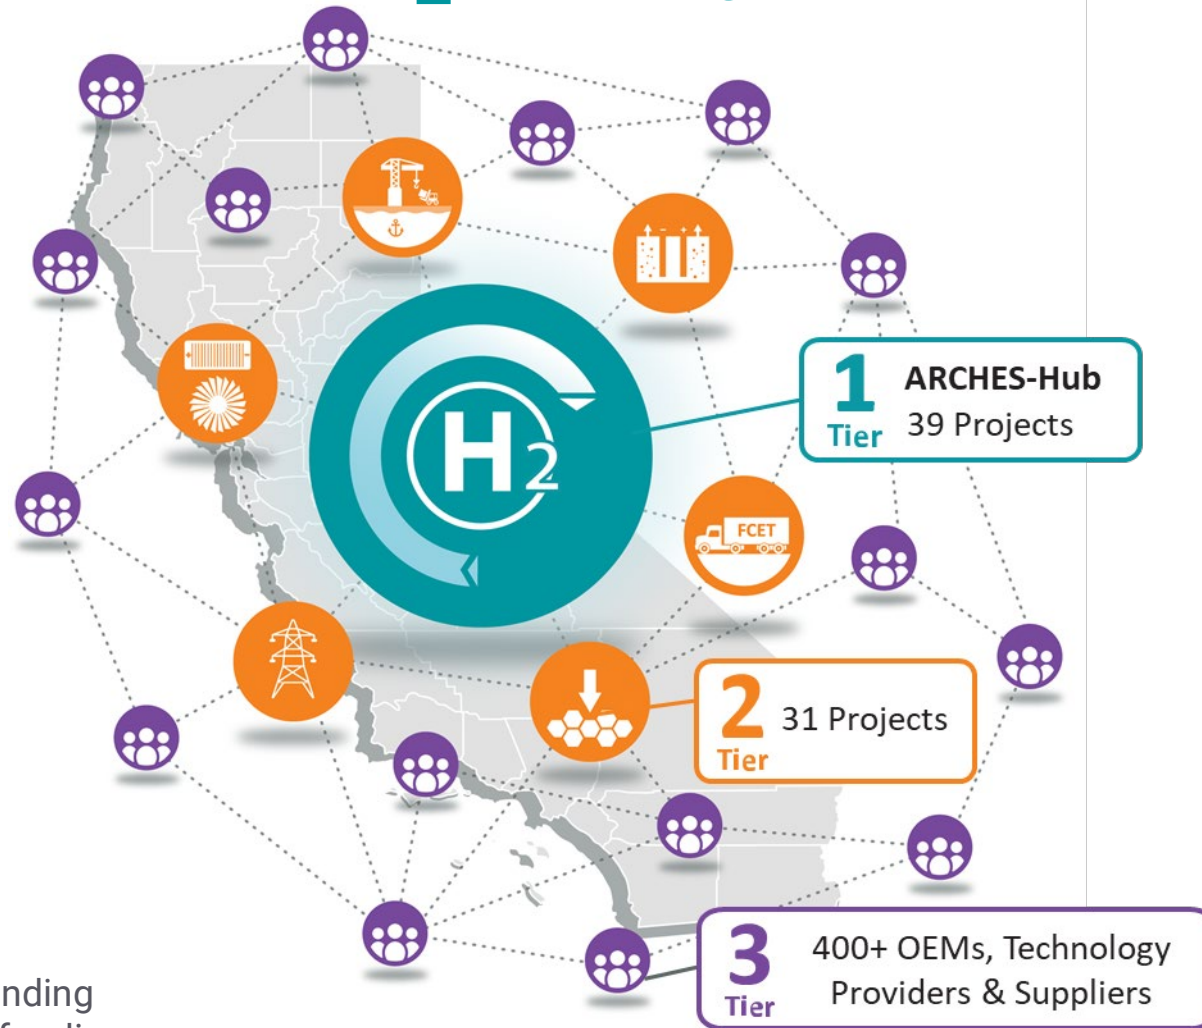 H2
1
Tier
ARCHES-Hub
39 Projects
FCET
2
Tier
31 Projects
3
Tier
400+ OEMs, Technology
Providers & Suppliers